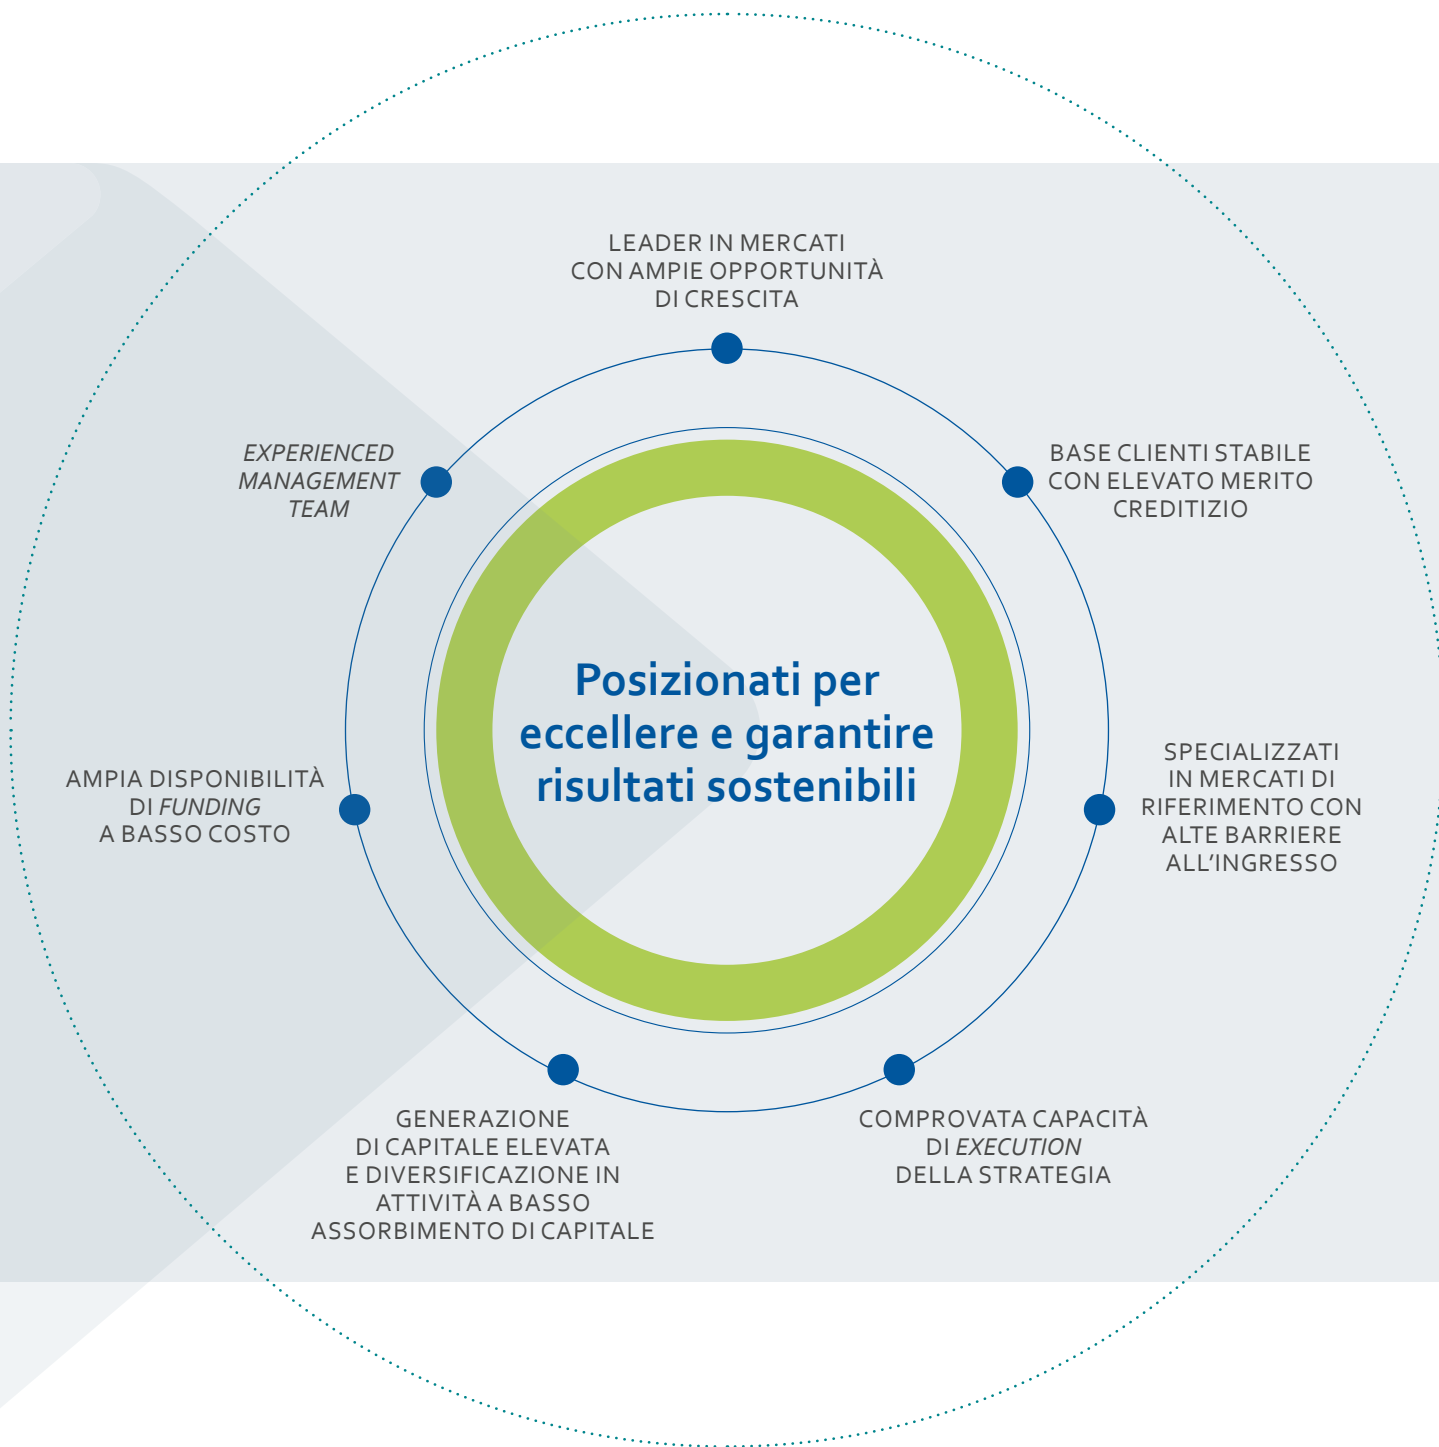 LEADER IN MERCATI
CON AMPIE OPPORTUNITÀ
DI CRESCITA
BASE CLIENTI STABILE
CON ELEVATO MERITO
CREDITIZIO
SPECIALIZZATI
IN MERCATI DI
RIFERIMENTO CON
ALTE BARRIERE
ALL’INGRESSO
COMPROVATA CAPACITÀ
DI EXECUTION
DELLA STRATEGIA
GENERAZIONE
DI CAPITALE ELEVATA
E DIVERSIFICAZIONE IN
ATTIVITÀ A BASSO
ASSORBIMENTO DI CAPITALE
AMPIA DISPONIBILITÀ
DI FUNDING
A BASSO COSTO
EXPERIENCED
MANAGEMENT
TEAM
Posizionati per
eccellere e garantire
risultati sostenibili